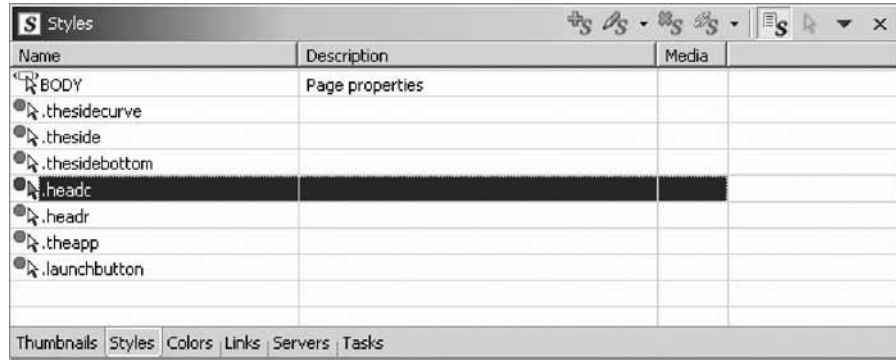 S Styles
Name Description Media
BODY Page properties
.thesidecurve
.theside
.thesidebottom
.headc
.headr
.theapp
.launchbutton
Thumbnails Styles Colors Links Servers Tasks